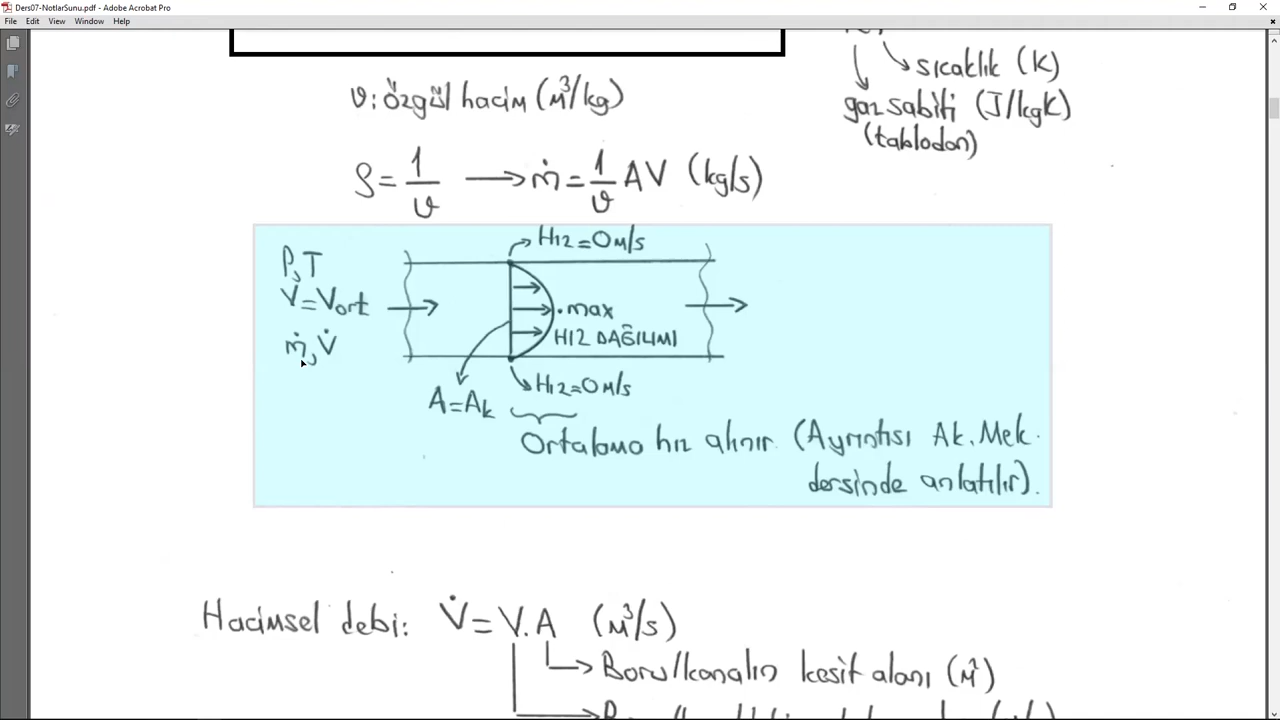 Ders07-NotlarSunu.pdf - Adobe Acrobat Pro
File Edit View Window Help
sıcaklık (K)
gaz sabiti (J/kgK)
(tablodan)
ϑ: özgül hacim (m³/kg)
ρ = 1/ϑ → ṁ = 1/ϑ AV (kg/s)
Hız=0 m/s
P, T
V=Vort
max
HIZ DAĞILIMI
ṁ, V̇
Hız=0 m/s
A=Ak
Ortalama hız alınır. (Ayrıntısı Ak. Mek.
dersinde anlatılır).
Hacimsel debi: V̇ = V.A (m³/s)
Boru/kanalın kesit alanı (m²)